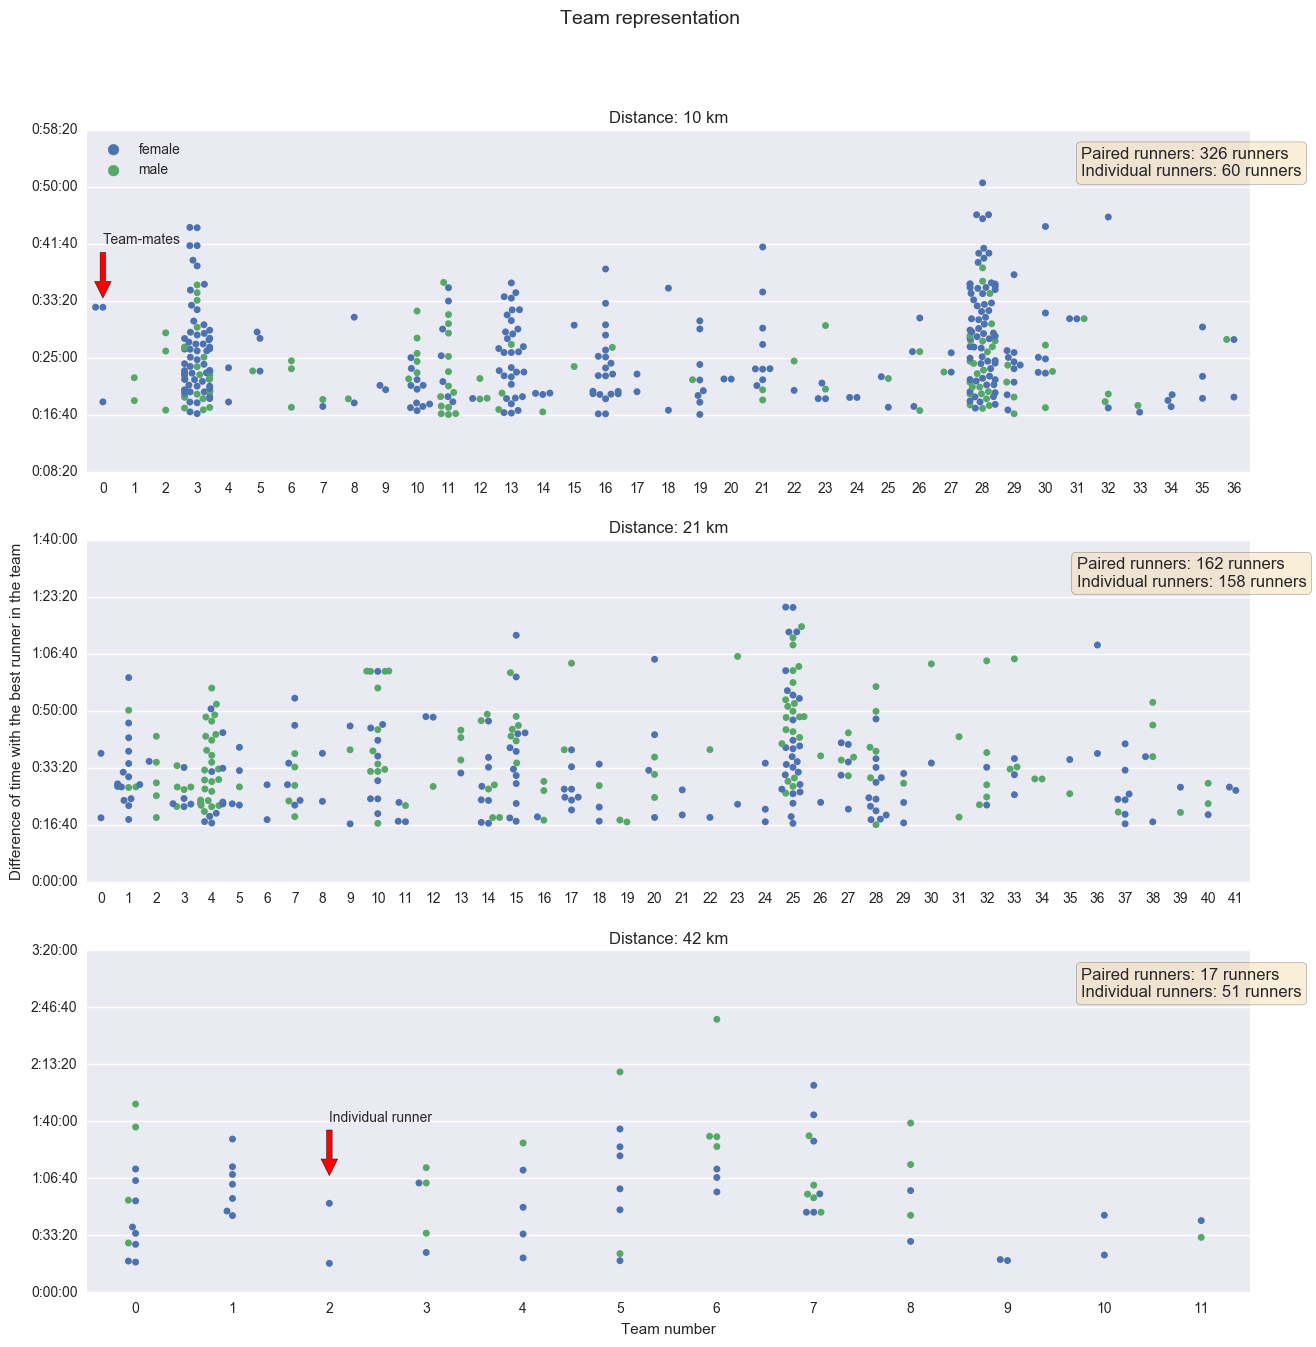 Team representation
Distance: 10 km
0:58:20
0:50:00
0:41:40
0:33:20
0:25:00
0:16:40
0:08:20
female
male
Paired runners: 326 runners
Individual runners: 60 runners
Team-mates
0 1 2 3 4 5 6 7 8 9 10 11 12 13 14 15 16 17 18 19 20 21 22 23 24 25 26 27 28 29 30 31 32 33 34 35 36
Distance: 21 km
Difference of time with the best runner in the team
1:40:00
1:23:20
1:06:40
0:50:00
0:33:20
0:16:40
0:00:00
Paired runners: 162 runners
Individual runners: 158 runners
0 1 2 3 4 5 6 7 8 9 10 11 12 13 14 15 16 17 18 19 20 21 22 23 24 25 26 27 28 29 30 31 32 33 34 35 36 37 38 39 40 41
Distance: 42 km
3:20:00
2:46:40
2:13:20
1:40:00
1:06:40
0:33:20
0:00:00
Paired runners: 17 runners
Individual runners: 51 runners
Individual runner
0 1 2 3 4 5 6 7 8 9 10 11
Team number